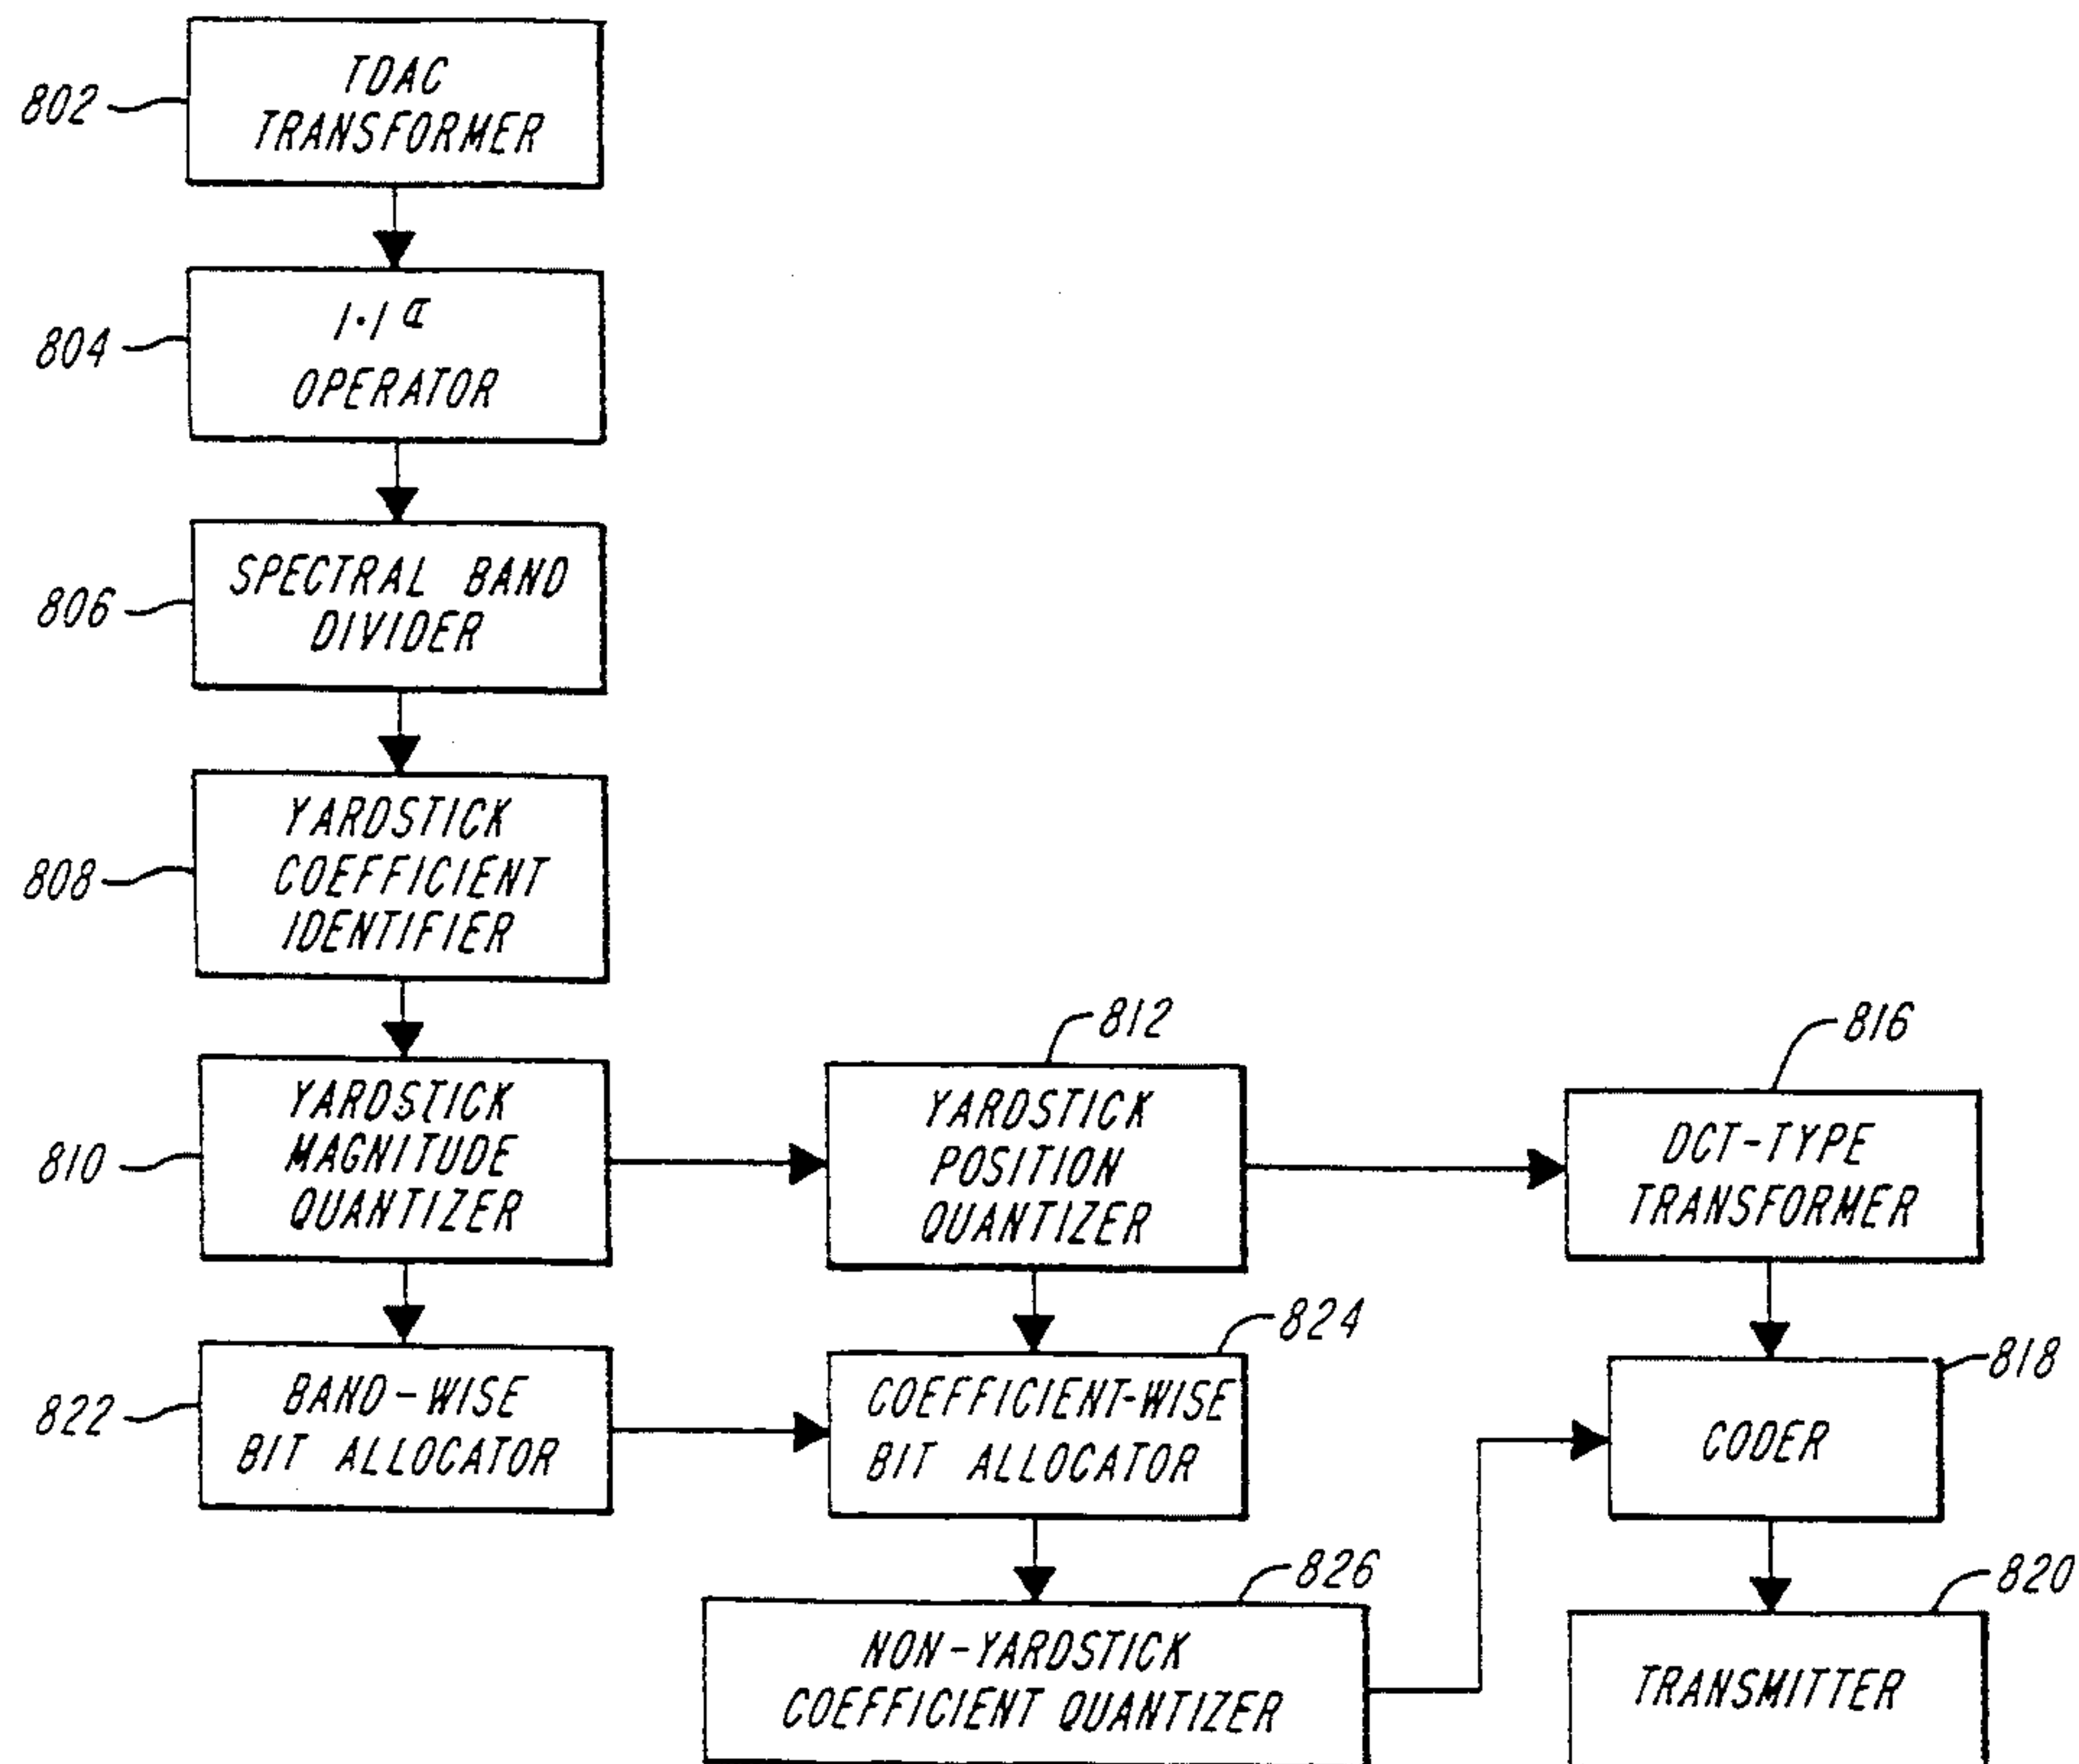 802
TDAC
TRANSFORMER
804
|·|α
OPERATOR
806
SPECTRAL BAND
DIVIDER
808
YARDSTICK
COEFFICIENT
IDENTIFIER
810
YARDSTICK
MAGNITUDE
QUANTIZER
812
YARDSTICK
POSITION
QUANTIZER
816
DCT-TYPE
TRANSFORMER
822
BAND-WISE
BIT ALLOCATOR
824
COEFFICIENT-WISE
BIT ALLOCATOR
818
CODER
826
NON-YARDSTICK
COEFFICIENT QUANTIZER
820
TRANSMITTER